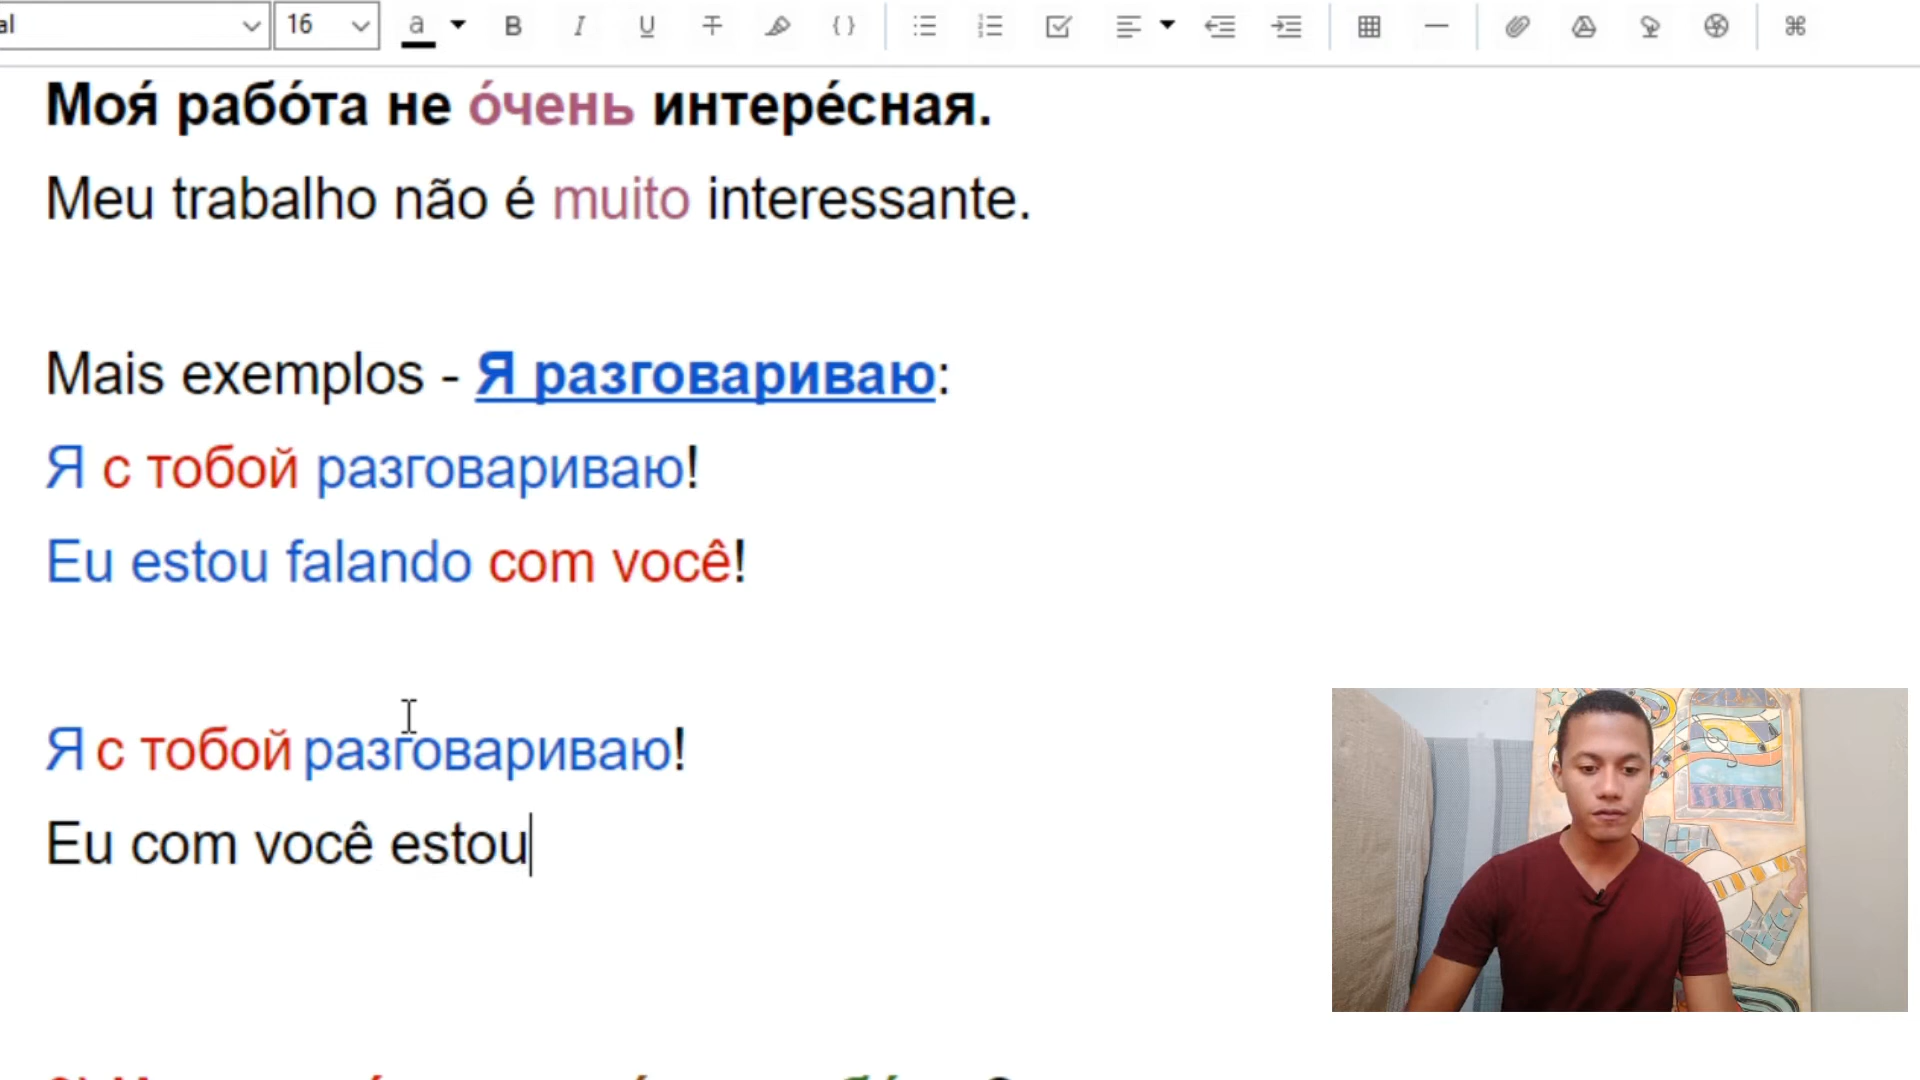 al 16 a B I U T { }
Моя́ рабо́та не о́чень интере́сная.
Meu trabalho não é muito interessante.
Mais exemplos - Я разговариваю:
Я с тобой разговариваю!
Eu estou falando com você!
Я с тобой разговариваю!
Eu com você estou